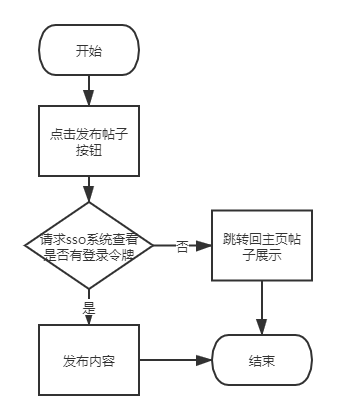 开始
点击发布帖子
按钮
请求sso系统查看
是否有登录令牌
否
跳转回主页帖
子展示
是
发布内容
结束